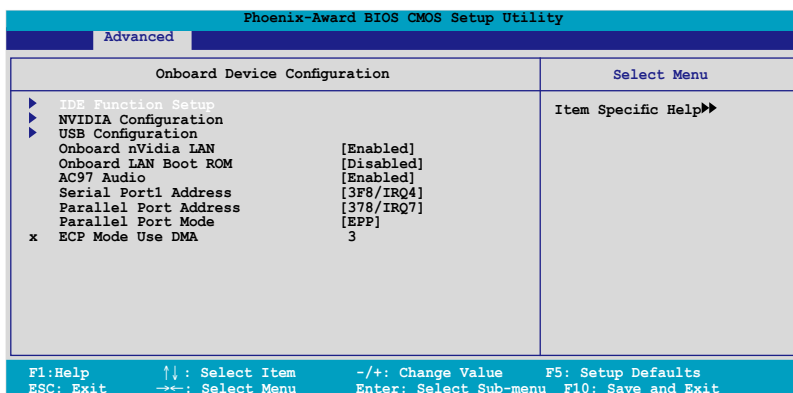 Phoenix-Award BIOS CMOS Setup Utility
Advanced
Onboard Device Configuration
Select Menu
IDE Function Setup
NVIDIA Configuration
USB Configuration
Onboard nVidia LAN [Enabled]
Onboard LAN Boot ROM [Disabled]
AC97 Audio [Enabled]
Serial Port1 Address [3F8/IRQ4]
Parallel Port Address [378/IRQ7]
Parallel Port Mode [EPP]
x ECP Mode Use DMA 3
Item Specific Help
F1:Help ↑↓: Select Item -/+: Change Value F5: Setup Defaults
ESC: Exit →←: Select Menu Enter: Select Sub-menu F10: Save and Exit